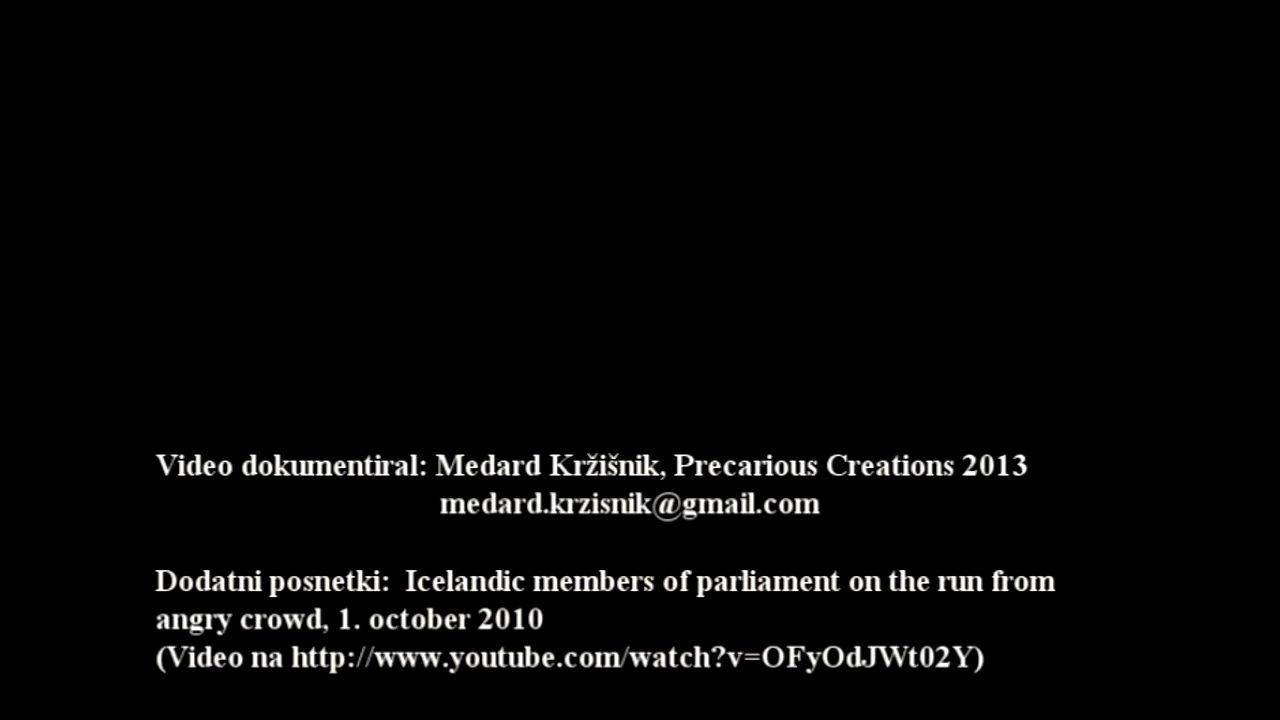 Video dokumentiral: Medard Kržišnik, Precarious Creations 2013
medard.krzisnik@gmail.com
Dodatni posnetki:  Icelandic members of parliament on the run from
angry crowd, 1. october 2010
(Video na http://www.youtube.com/watch?v=OFyOdJWt02Y)